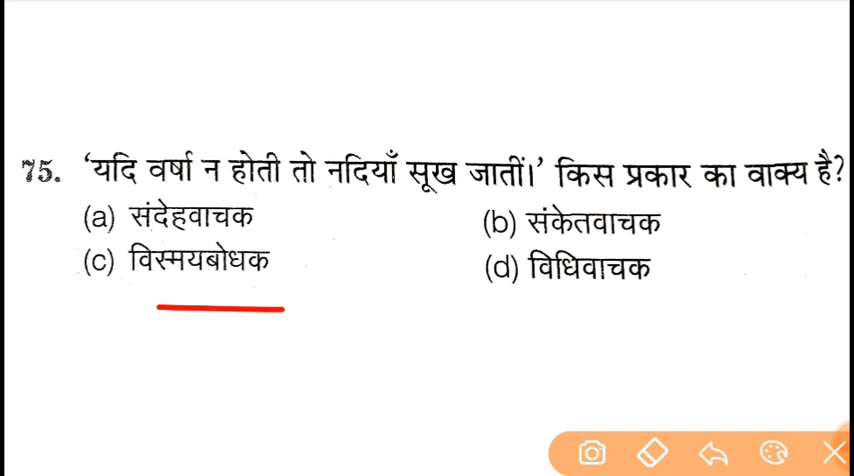 75. ‘यदि वर्षा न होती तो नदियाँ सूख जातीं।’ किस प्रकार का वाक्य है?
(a) संदेहवाचक (b) संकेतवाचक
(c) विस्मयबोधक (d) विधिवाचक